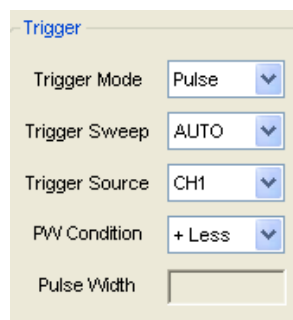 Trigger
Trigger Mode Pulse
Trigger Sweep AUTO
Trigger Source CH1
PW Condition + Less
Pulse Width